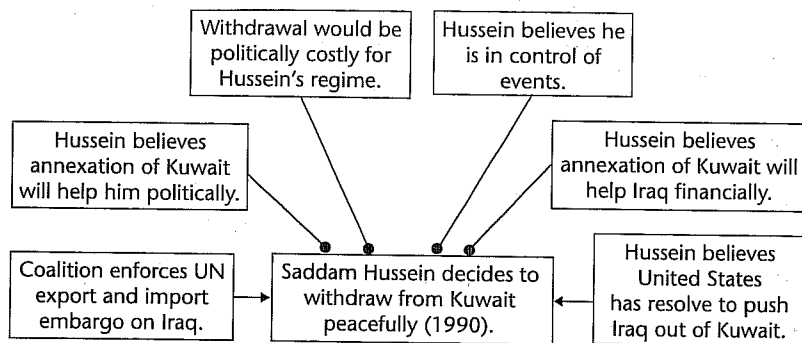 Withdrawal would be
politically costly for
Hussein's regime.
Hussein believes he
is in control of
events.
Hussein believes
annexation of Kuwait
will help him politically.
Hussein believes
annexation of Kuwait will
help Iraq financially.
Coalition enforces UN
export and import
embargo on Iraq.
Saddam Hussein decides to
withdraw from Kuwait
peacefully (1990).
Hussein believes
United States
has resolve to push
Iraq out of Kuwait.